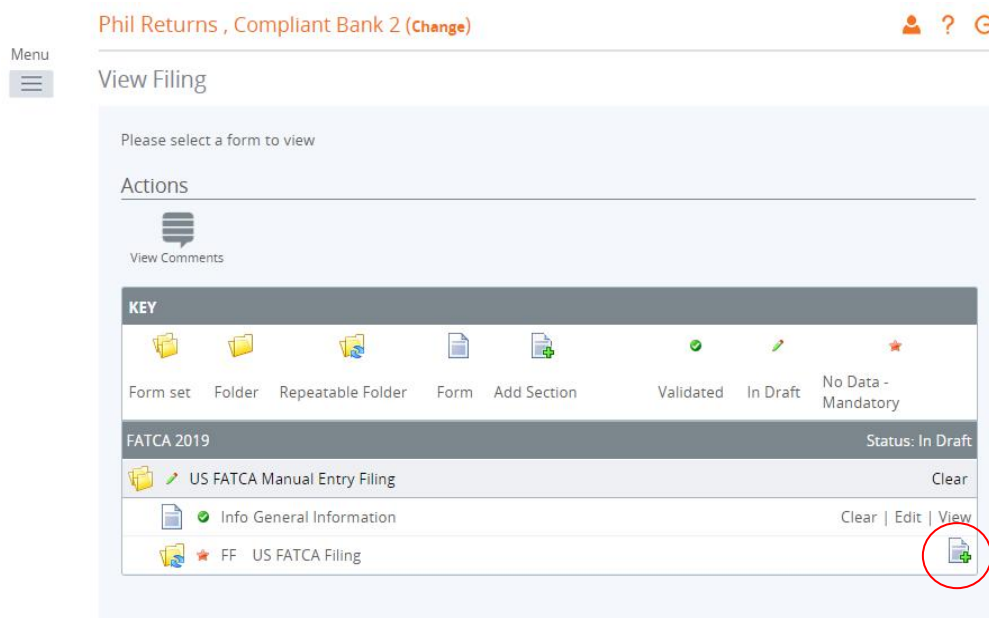 Phil Returns , Compliant Bank 2 (Change)
?
Menu
View Filing
Please select a form to view
Actions
View Comments
KEY
Form set Folder Repeatable Folder Form Add Section Validated In Draft No Data -
Mandatory
FATCA 2019 Status: In Draft
US FATCA Manual Entry Filing Clear
Info General Information Clear | Edit | View
FF US FATCA Filing